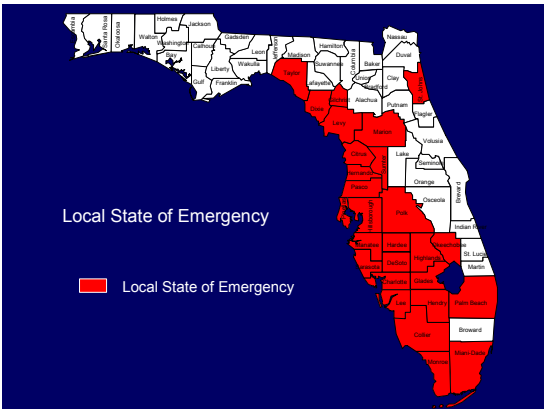 Holmes
Jackson
Santa Rosa
Okaloosa
Walton
Washington
Bay
Calhoun
Gadsden
Liberty
Gulf
Franklin
Leon
Wakulla
Jefferson
Madison
Hamilton
Taylor
Lafayette
Suwannee
Columbia
Baker
Nassau
Duval
Union
Bradford
Clay
St. Johns
Dixie
Gilchrist
Alachua
Putnam
Flagler
Levy
Marion
Volusia
Citrus
Sumter
Lake
Seminole
Hernando
Orange
Pasco
Brevard
Osceola
Hillsborough
Polk
Local State of Emergency
Indian River
Manatee
Hardee
Okeechobee
Highlands
St. Lucie
Sarasota
DeSoto
Martin
Local State of Emergency
Charlotte
Glades
Lee
Hendry
Palm Beach
Broward
Collier
Miami-Dade
Monroe